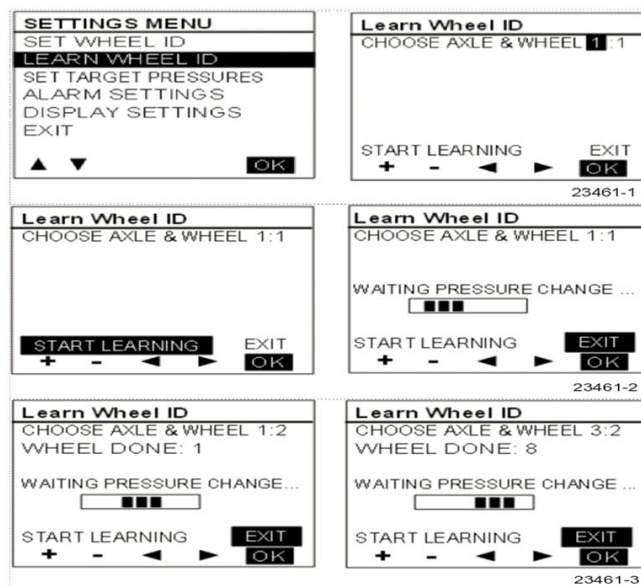 SETTINGS MENU
SET WHEEL ID
LEARN WHEEL ID
SET TARGET PRESSURES
ALARM SETTINGS
DISPLAY SETTINGS
EXIT
▲ ▼ OK
Learn Wheel ID
CHOOSE AXLE & WHEEL 1:1
START LEARNING EXIT
+ - ◄ ► OK
23461-1
Learn Wheel ID
CHOOSE AXLE & WHEEL 1:1
START LEARNING EXIT
+ - ◄ ► OK
Learn Wheel ID
CHOOSE AXLE & WHEEL 1:1
WAITING PRESSURE CHANGE ...
START LEARNING EXIT
+ - ◄ ► OK
23461-2
Learn Wheel ID
CHOOSE AXLE & WHEEL 1:2
WHEEL DONE: 1
WAITING PRESSURE CHANGE...
START LEARNING EXIT
+ - ◄ ► OK
Learn Wheel ID
CHOOSE AXLE & WHEEL 3:2
WHEEL DONE: 8
WAITING PRESSURE CHANGE ...
START LEARNING EXIT
+ - ◄ ► OK
23461-3